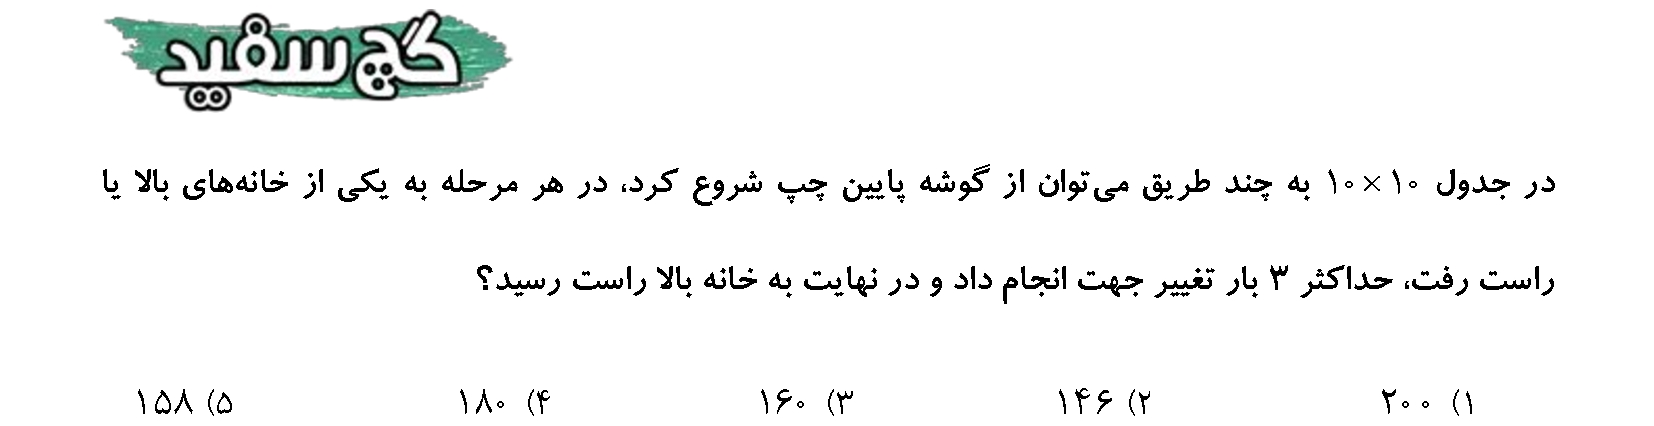 گچ سفید
در جدول ۱۰×۱۰ به چند طریق می‌توان از گوشه پایین چپ شروع کرد، در هر مرحله به یکی از خانه‌های بالا یا
راست رفت، حداکثر ۳ بار تغییر جهت انجام داد و در نهایت به خانه بالا راست رسید؟
۱) ۲۰۰ ۲) ۱۴۶ ۳) ۱۶۰ ۴) ۱۸۰ ۵) ۱۵۸